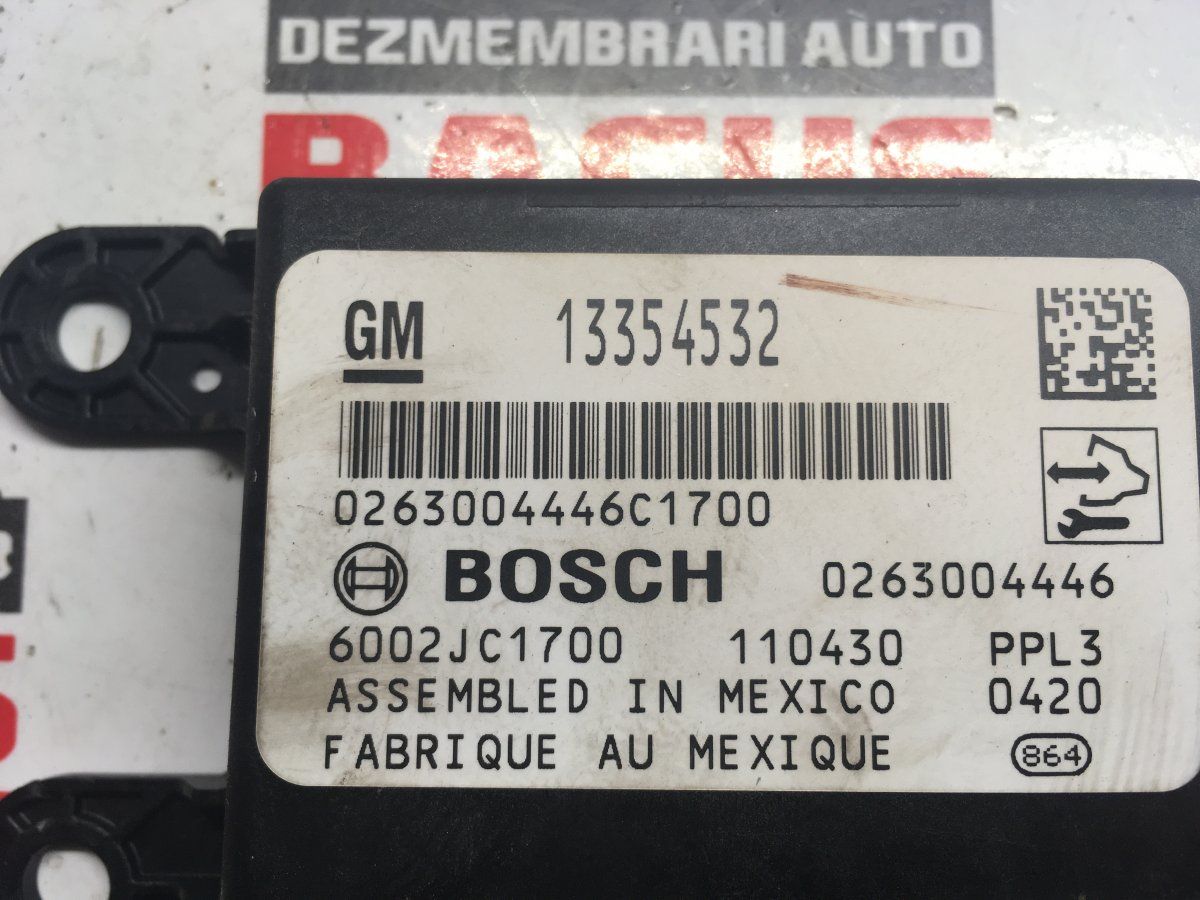 DEZMEMBRARI AUTO
GM 13354532
0263004446C1700
BOSCH 0263004446
6002JC1700 110430 PPL3
ASSEMBLED IN MEXICO 0420
FABRIQUE AU MEXIQUE 864